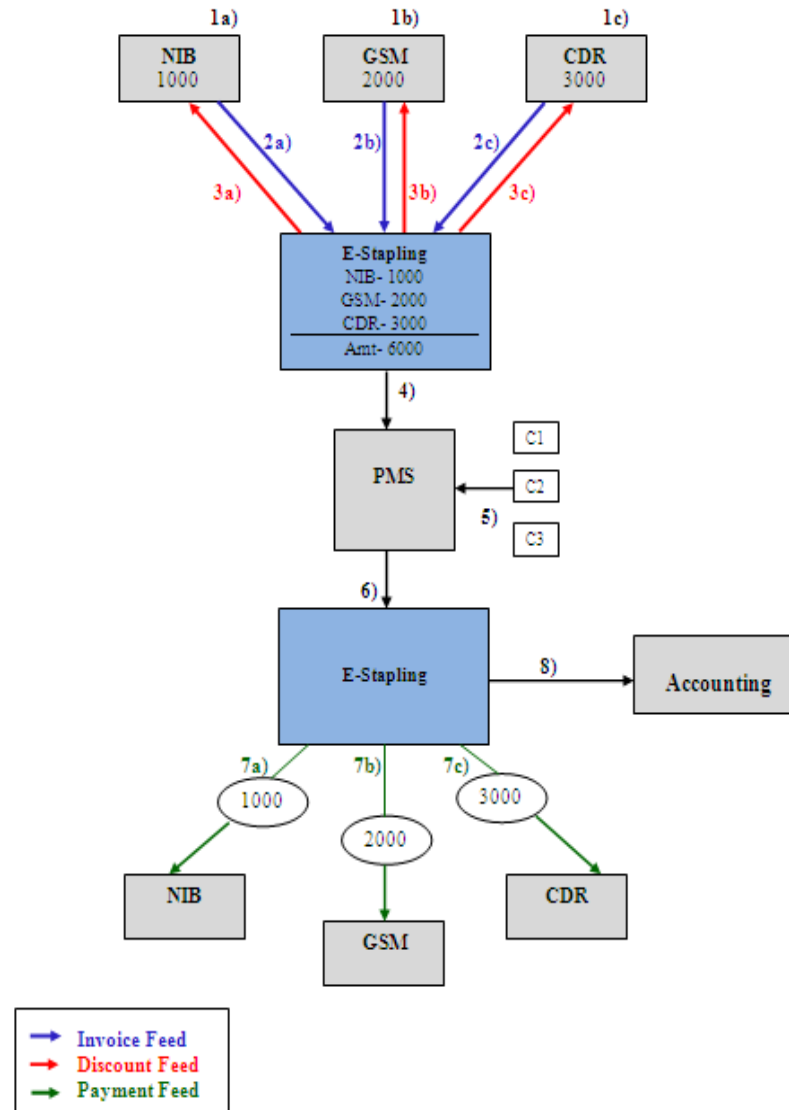 1a)
1b)
1c)
NIB
1000
GSM
2000
CDR
3000
2a)
2b)
2c)
3a)
3b)
3c)
E-Stapling
NIB- 1000
GSM- 2000
CDR- 3000
Amt- 6000
4)
PMS
C1
C2
C3
5)
6)
E-Stapling
8)
Accounting
7a)
7b)
7c)
1000
2000
3000
NIB
GSM
CDR
Invoice Feed
Discount Feed
Payment Feed